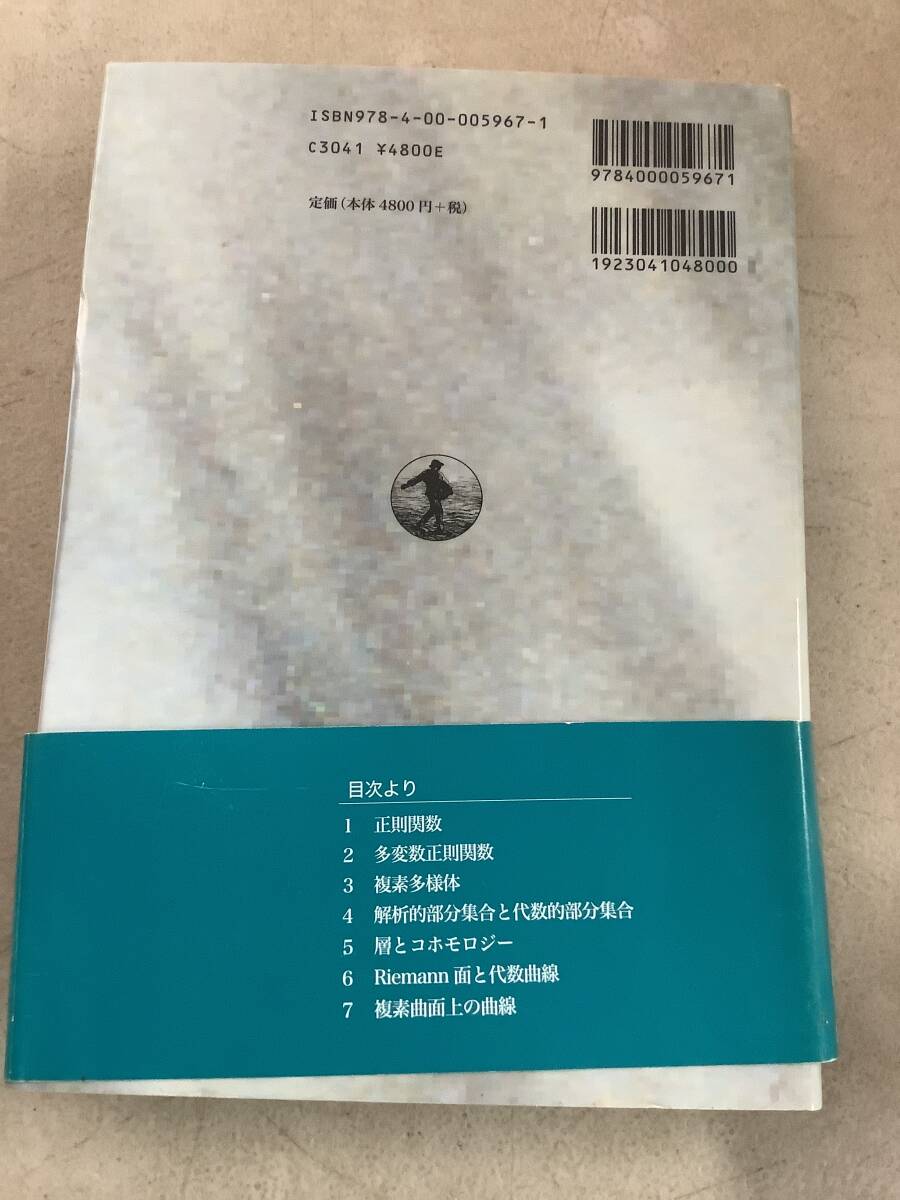 ISBN978-4-00-005967-1
C3041 ¥4800E
定価(本体 4800 円+税)
9784000059671
1923041048000
目次より
1 正則関数
2 多変数正則関数
3 複素多様体
4 解析的部分集合と代数的部分集合
5 層とコホモロジー
6 Riemann 面と代数曲線
7 複素曲面上の曲線